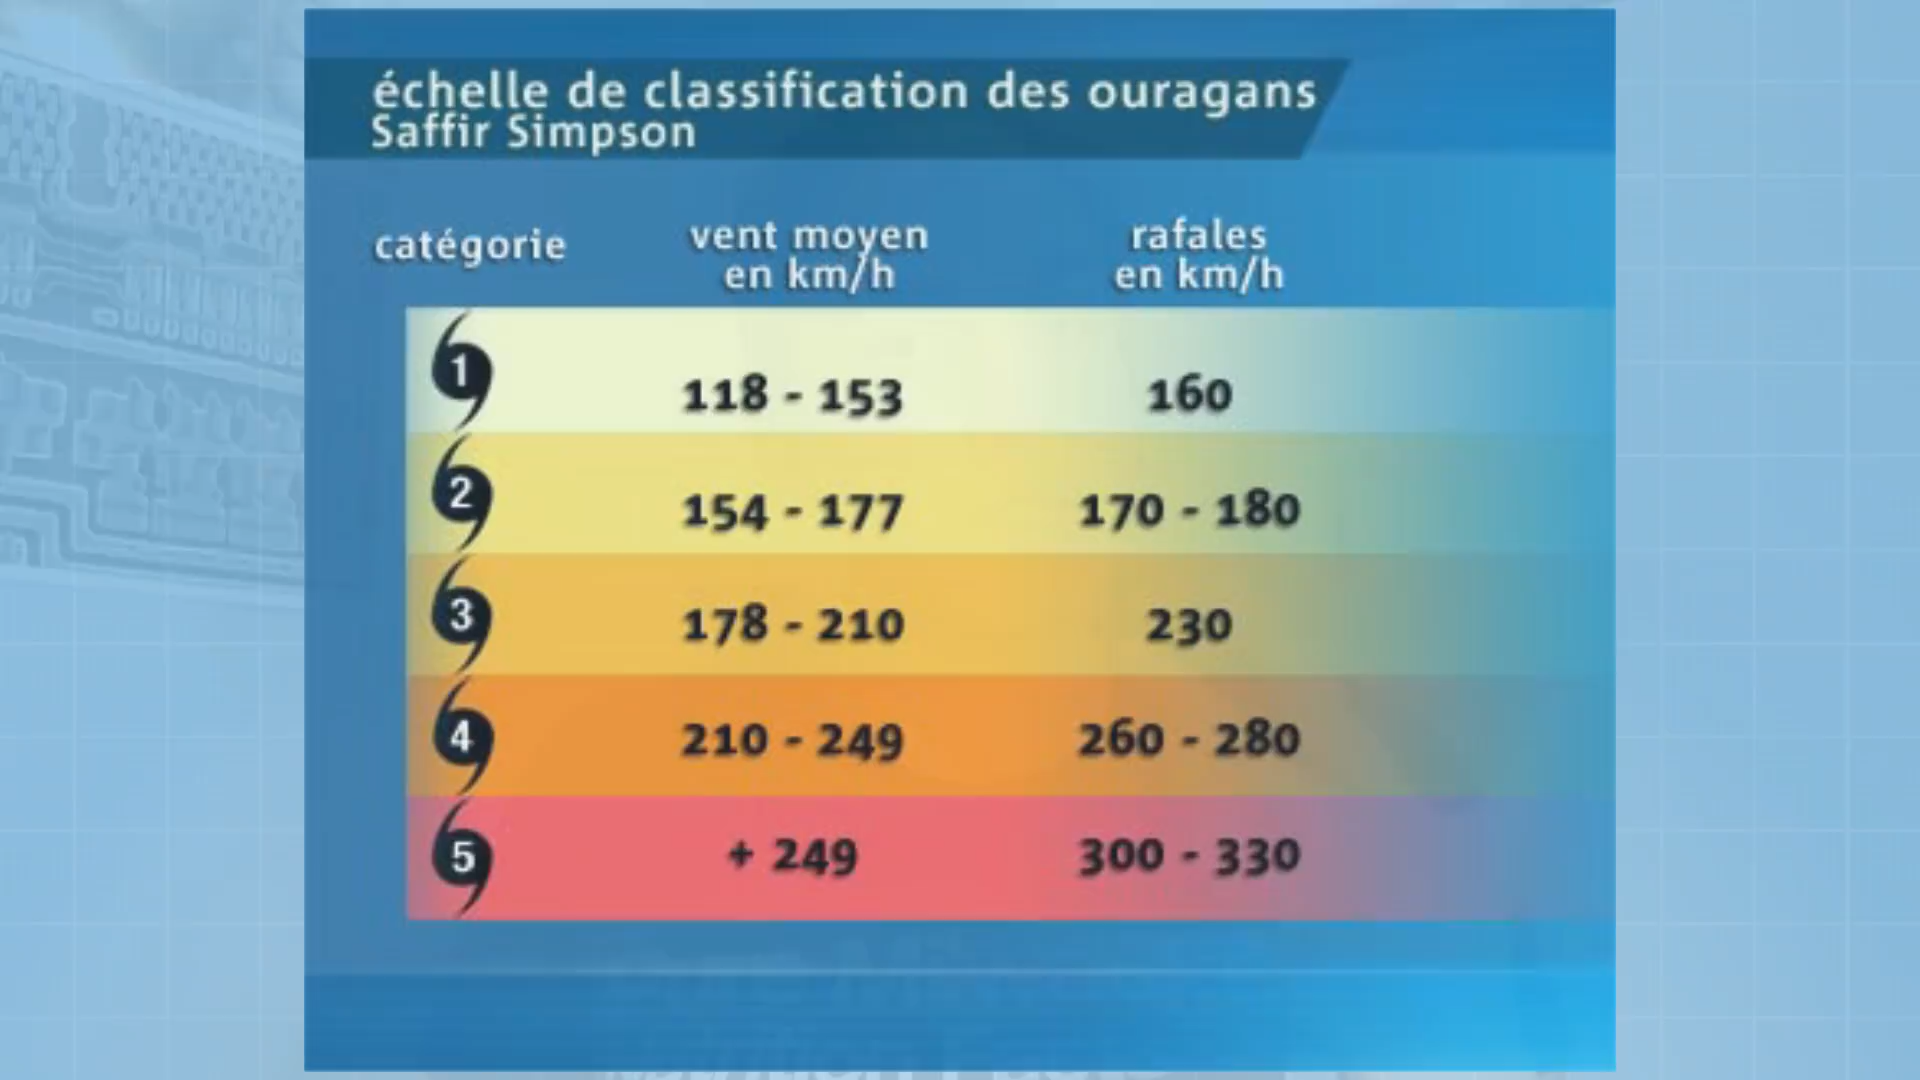 échelle de classification des ouragans
Saffir Simpson
catégorie
vent moyen
en km/h
rafales
en km/h
1 118 - 153 160
2 154 - 177 170 - 180
3 178 - 210 230
4 210 - 249 260 - 280
5 + 249 300 - 330